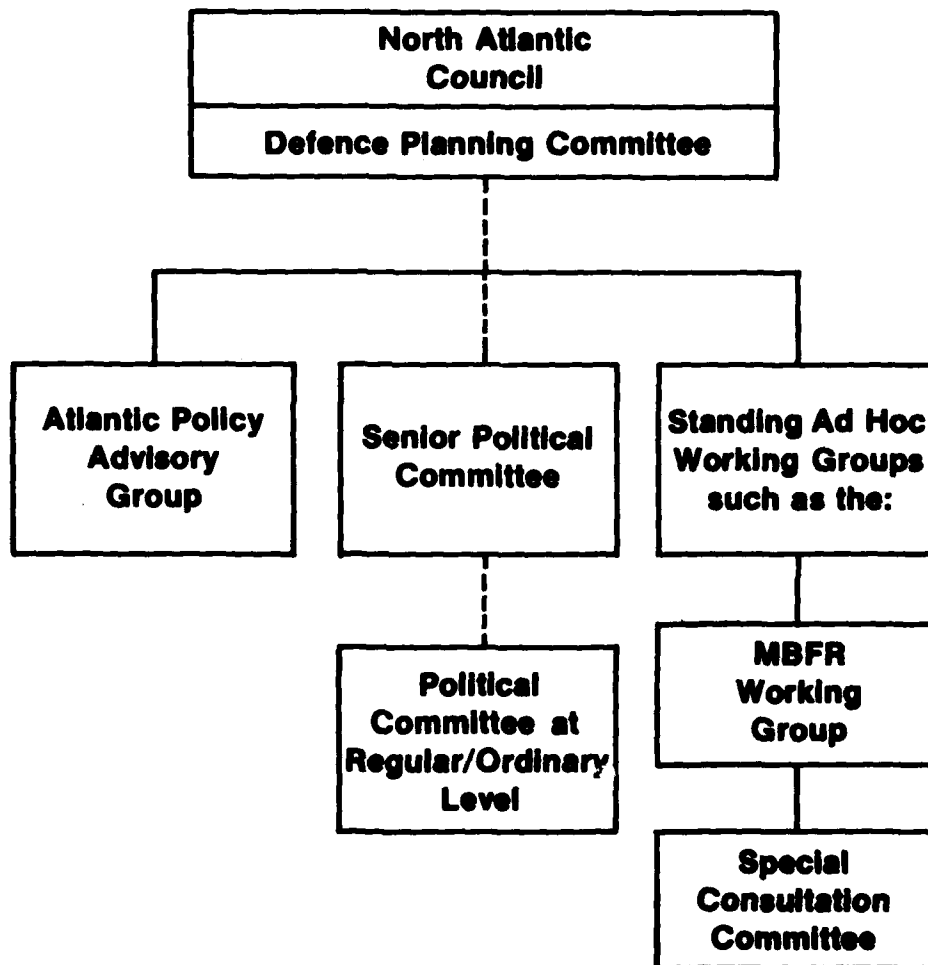 North Atlantic
Council
Defence Planning Committee
Atlantic Policy
Advisory
Group
Senior Political
Committee
Standing Ad Hoc
Working Groups
such as the:
Political
Committee at
Regular/Ordinary
Level
MBFR
Working
Group
Special
Consultation
Committee